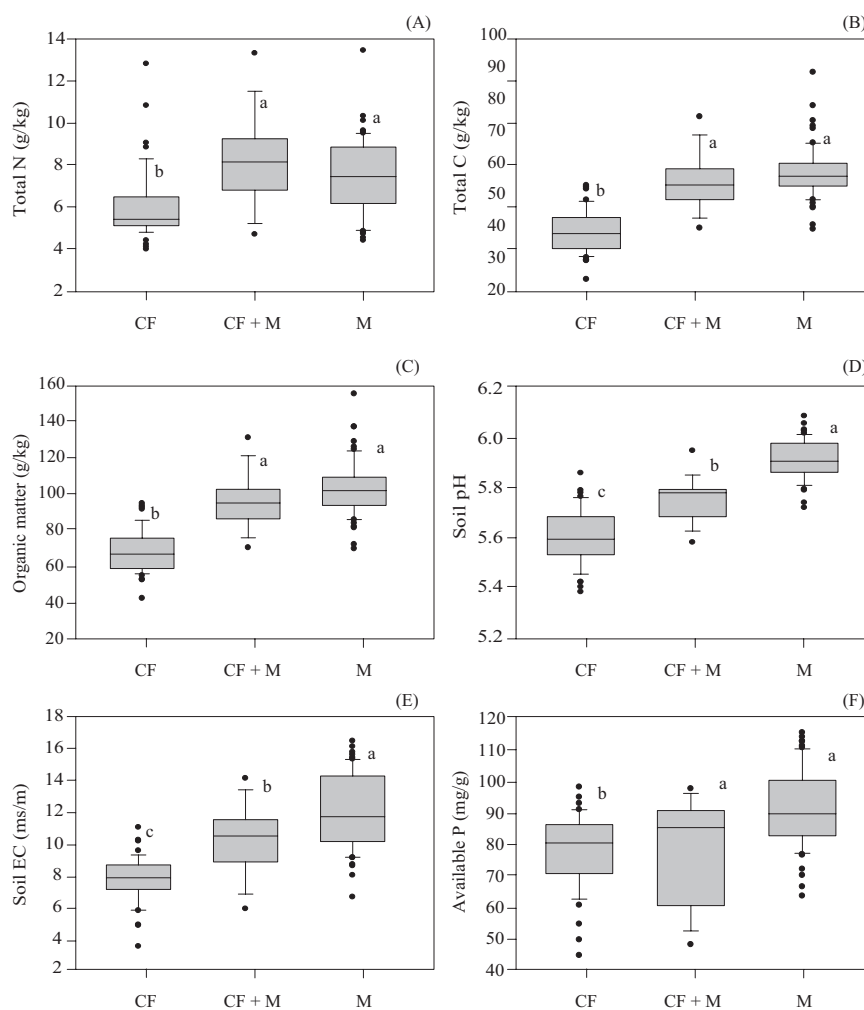 (A)
Total N (g/kg)
14
12
10
8
6
4
2
b
a
a
CF
CF + M
M
(B)
Total C (g/kg)
100
90
80
70
60
50
40
30
20
b
a
a
CF
CF + M
M
(C)
Organic matter (g/kg)
160
140
120
100
80
60
40
20
b
a
a
CF
CF + M
M
(D)
Soil pH
6.2
6.0
5.8
5.6
5.4
5.2
c
b
a
CF
CF + M
M
(E)
Soil EC (ms/m)
18
16
14
12
10
8
6
4
2
c
b
a
CF
CF + M
M
(F)
Available P (mg/g)
120
110
100
90
80
70
60
50
40
b
a
a
CF
CF + M
M